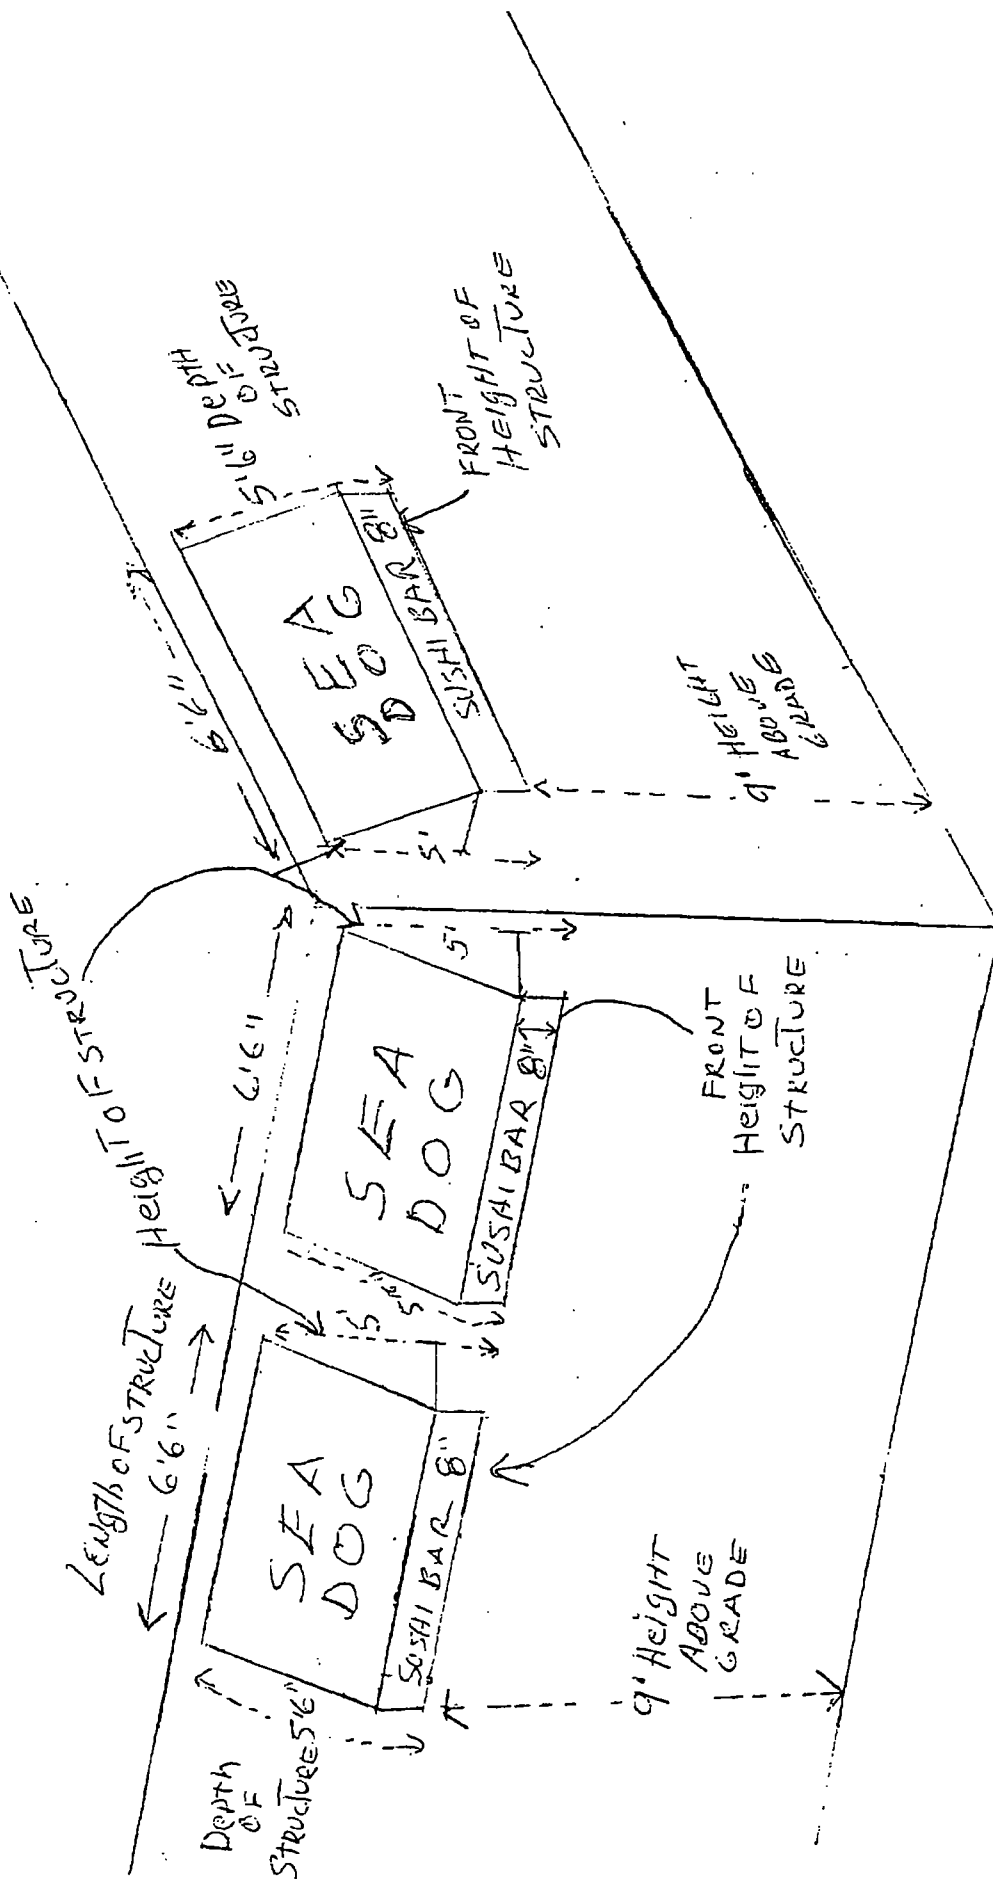 Depth
OF
STRUCTURE 5'6"
LENGTH OF STRUCTURE
6'6"
SEA
DOG
SUSHI BAR 8"
9' HEIGHT
ABOVE
GRADE
HEIGHT OF STRUCTURE
5'
6'6"
SEA
DOG
SUSHI BAR 8"
5'
FRONT
HEIGHT OF
STRUCTURE
6'6"
5'
SEA
DOG
SUSHI BAR 8"
5'6" DEPTH
OF
STRUCTURE
FRONT
HEIGHT OF
STRUCTURE
9' HEIGHT
ABOVE
GRADE